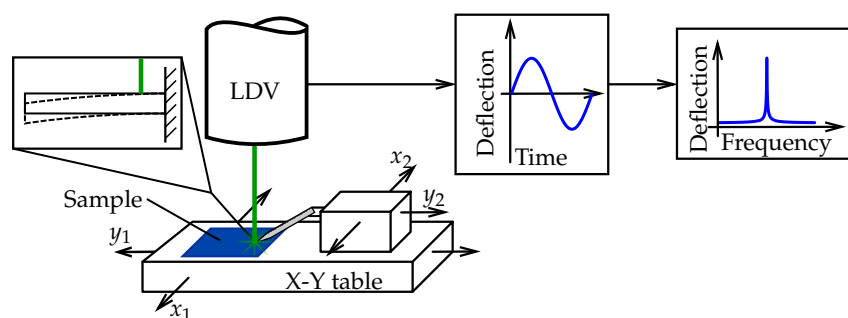 LDV
Deflection
Time
Deflection
Frequency
Sample
x₂
y₂
y₁
X-Y table
x₁